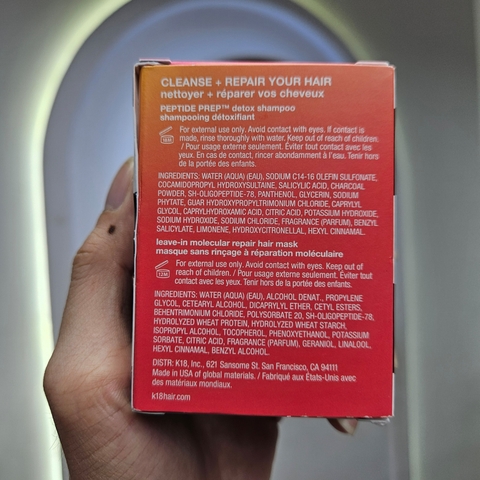 CLEANSE + REPAIR YOUR HAIR
nettoyer + réparer vos cheveux
PEPTIDE PREP™ detox shampoo
shampooing détoxifiant
For external use only. Avoid contact with eyes. If contact is
made, rinse thoroughly with water. Keep out of reach of children.
/ Pour usage externe seulement. Éviter tout contact avec les
yeux. En cas de contact, rincer abondamment à l'eau. Tenir hors
de la portée des enfants.
INGREDIENTS: WATER (AQUA) (EAU), SODIUM C14-16 OLEFIN SULFONATE,
COCAMIDOPROPYL HYDROXYSULTAINE, SALICYLIC ACID, CHARCOAL
POWDER, SH-OLIGOPEPTIDE-78, PANTHENOL, GLYCERIN, SODIUM
PHYTATE, GUAR HYDROXYPROPYLTRIMONIUM CHLORIDE, CAPRYLYL
GLYCOL, CAPRYLHYDROXAMIC ACID, CITRIC ACID, POTASSIUM HYDROXIDE,
SODIUM HYDROXIDE, SODIUM CHLORIDE, FRAGRANCE (PARFUM), BENZYL
SALICYLATE, LIMONENE, HYDROXYCITRONELLAL, HEXYL CINNAMAL.
leave-in molecular repair hair mask
masque sans rinçage à réparation moléculaire
For external use only. Avoid contact with eyes. Keep out of
reach of children. / Pour usage externe seulement. Éviter tout
12M
contact avec les yeux. Tenir hors de la portée des enfants.
INGREDIENTS: WATER (AQUA) (EAU), ALCOHOL DENAT., PROPYLENE
GLYCOL, CETEARYL ALCOHOL, DICAPRYLYL ETHER, CETYL ESTERS,
BEHENTRIMONIUM CHLORIDE, POLYSORBATE 20, SH-OLIGOPEPTIDE-78,
HYDROLYZED WHEAT PROTEIN, HYDROLYZED WHEAT STARCH,
ISOPROPYL ALCOHOL, TOCOPHEROL, PHENOXYETHANOL, POTASSIUM
SORBATE, CITRIC ACID, FRAGRANCE (PARFUM), GERANIOL, LINALOOL,
HEXYL CINNAMAL, BENZYL ALCOHOL.
DISTR: K18, Inc., 621 Sansome St. San Francisco, CA 94111
Made in USA of global materials. / Fabriqué aux États-Unis avec
des matériaux mondiaux.
k18hair.com